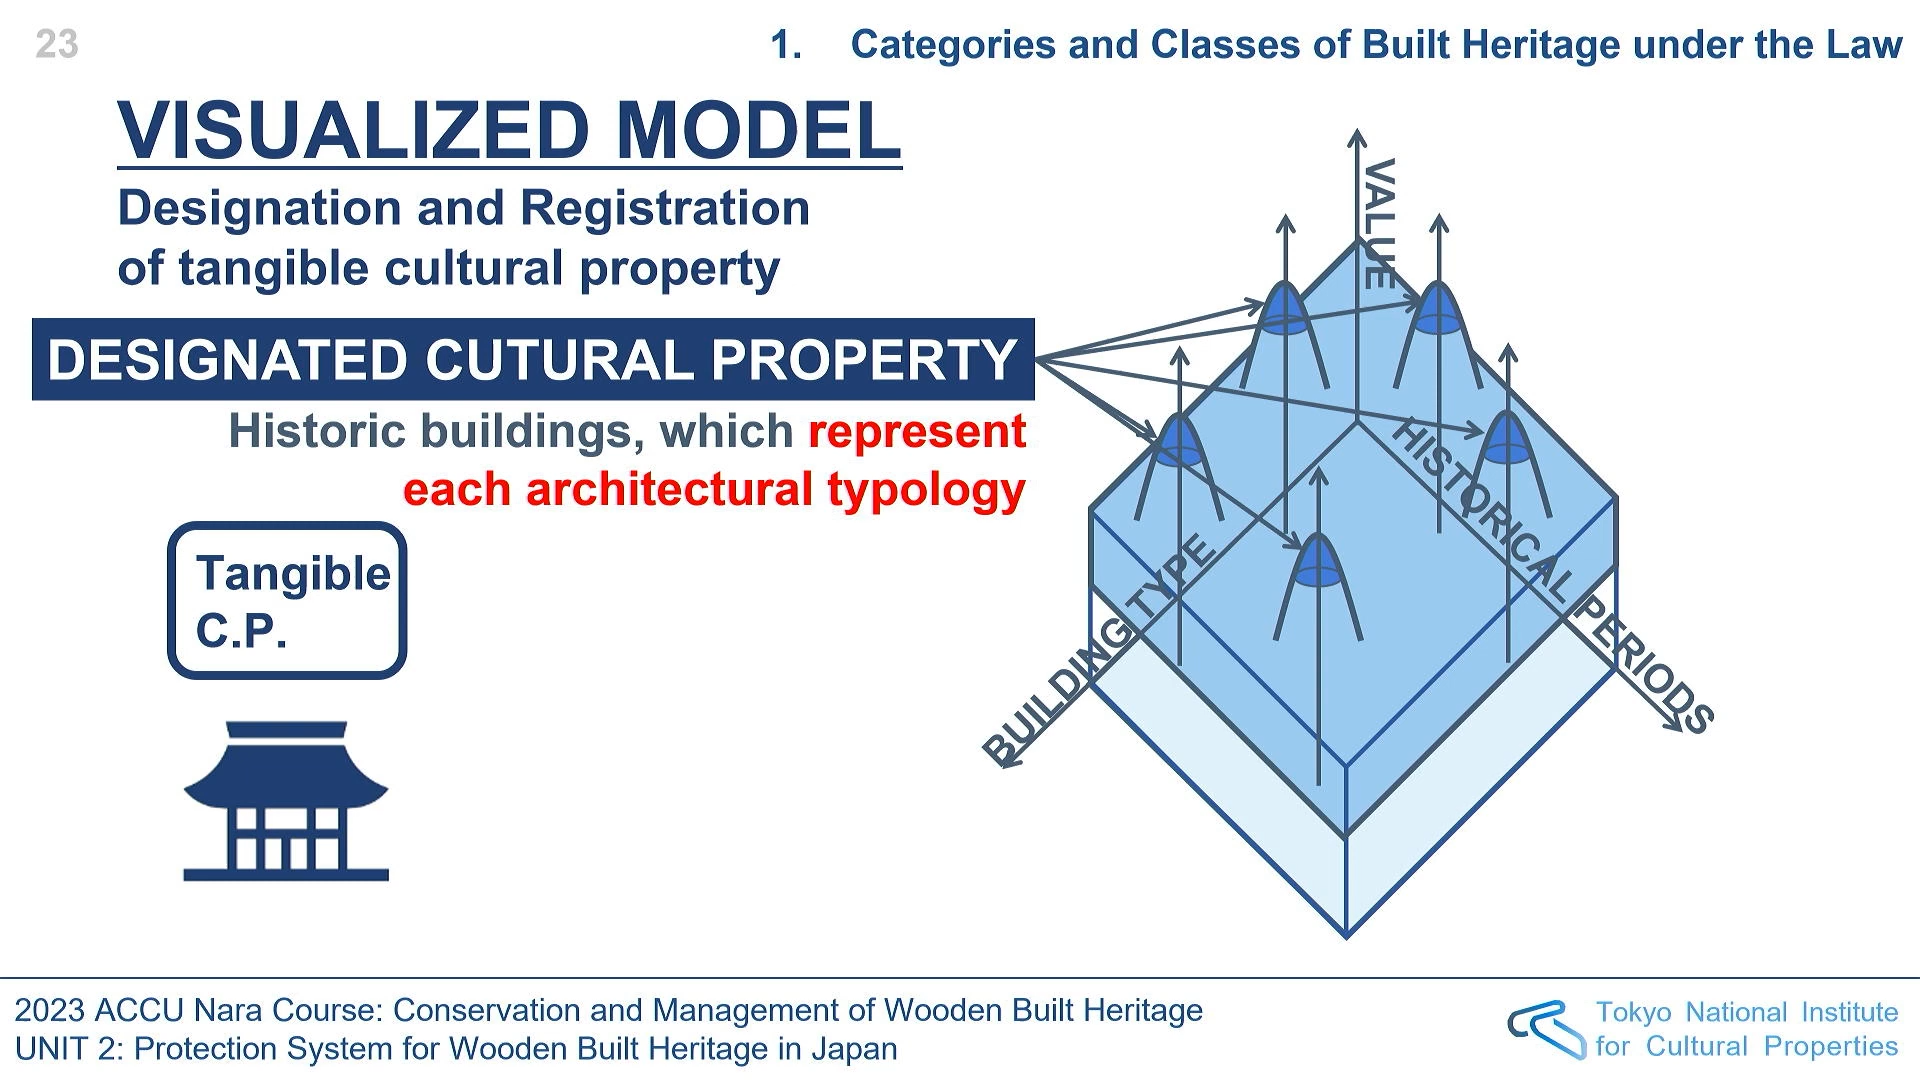 23
1. Categories and Classes of Built Heritage under the Law
VISUALIZED MODEL
Designation and Registration
of tangible cultural property
DESIGNATED CUTURAL PROPERTY
Historic buildings, which represent
each architectural typology
Tangible
C.P.
VALUE
BUILDING TYPE
HISTORICAL PERIODS
2023 ACCU Nara Course: Conservation and Management of Wooden Built Heritage
UNIT 2: Protection System for Wooden Built Heritage in Japan
Tokyo National Institute
for Cultural Properties